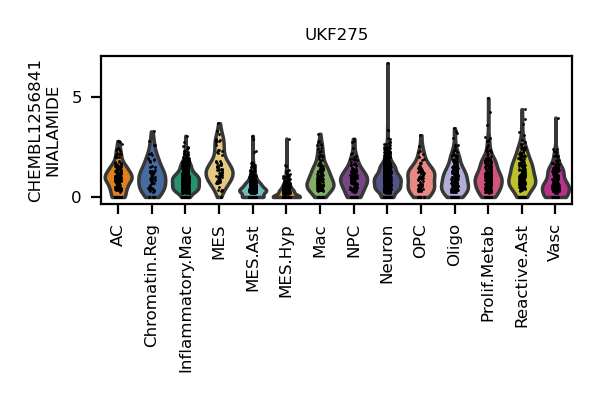 UKF275
CHEMBL1256841
NIALAMIDE
5
0
AC
Chromatin.Reg
Inflammatory.Mac
MES
MES.Ast
MES.Hyp
Mac
NPC
Neuron
OPC
Oligo
Prolif.Metab
Reactive.Ast
Vasc